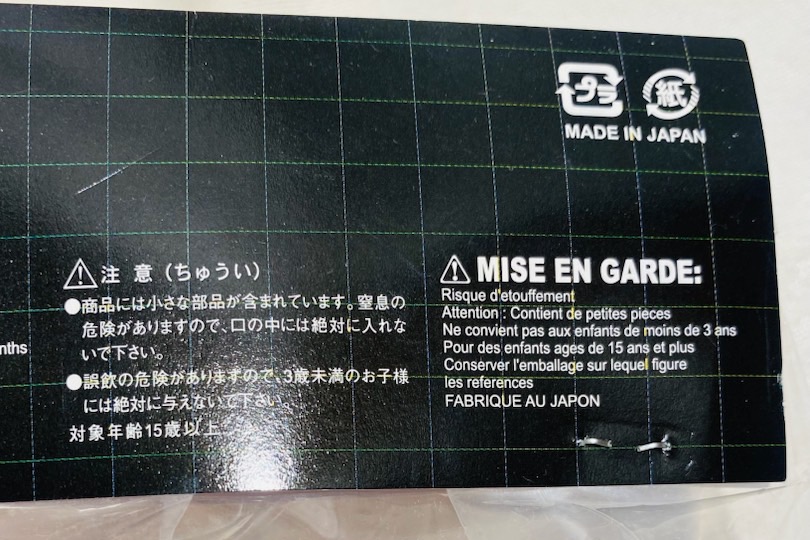 プラ
紙
MADE IN JAPAN
注 意 (ちゅうい)
●商品には小さな部品が含まれています。窒息の
危険がありますので、口の中には絶対に入れな
いで下さい。
●誤飲の危険がありますので、3歳未満のお子様
には絶対に与えないで下さい。
対象年齢15歳以上
nths
MISE EN GARDE:
Risque d'etouffement
Attention : Contient de petites pieces
Ne convient pas aux enfants de moins de 3 ans
Pour des enfants ages de 15 ans et plus
Conserver l'emballage sur lequel figure
les references
FABRIQUE AU JAPON